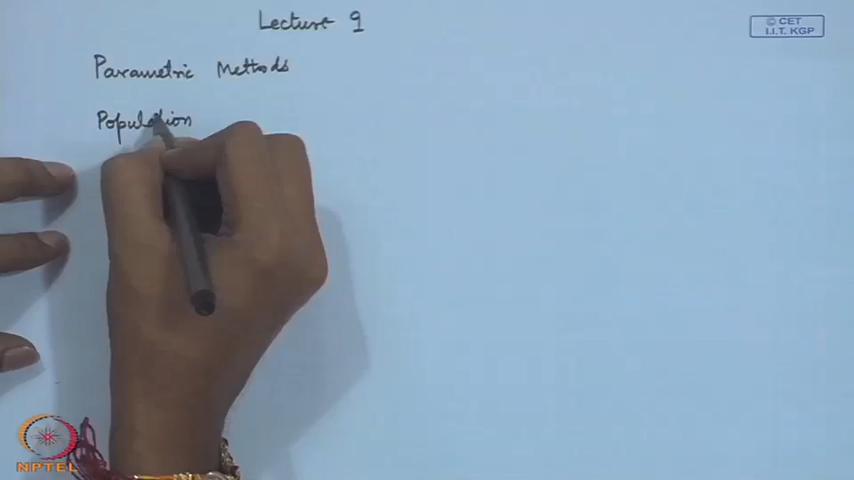 Lecture 9
© CET
I.I.T. KGP
Parametric Methods
Population
NPTEL